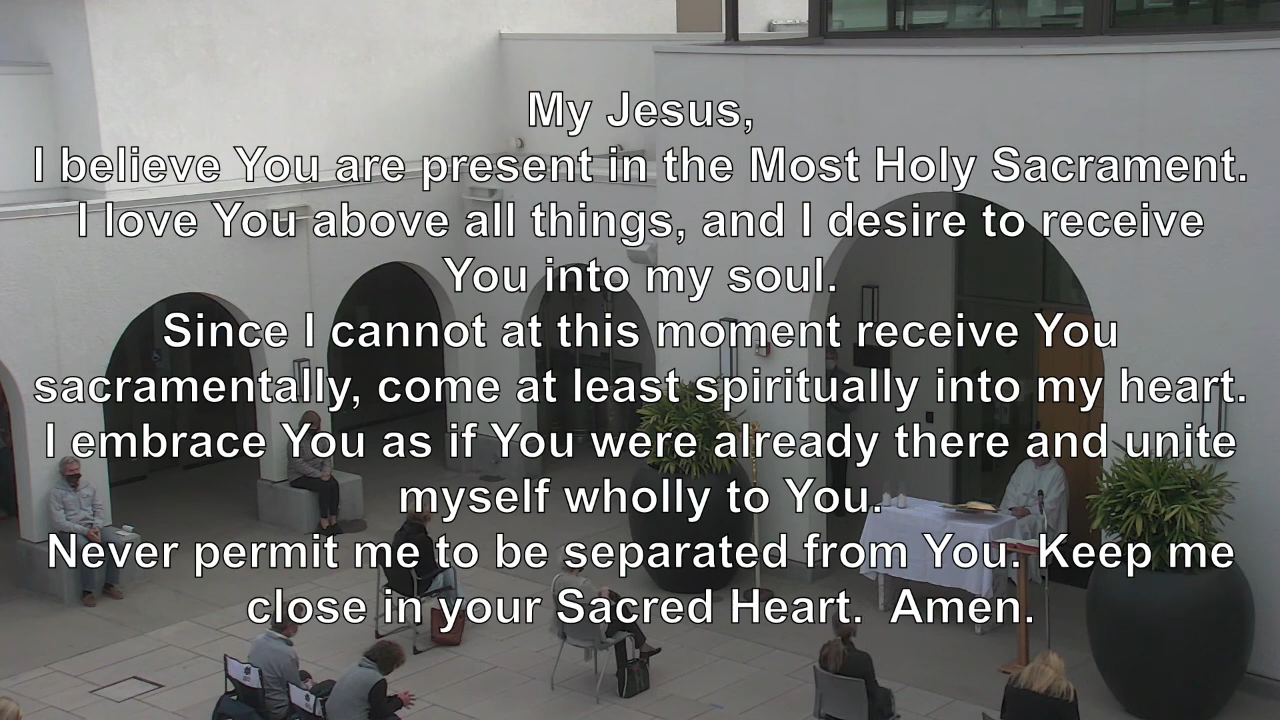 My Jesus,
I believe You are present in the Most Holy Sacrament.
I love You above all things, and I desire to receive
You into my soul.
Since I cannot at this moment receive You
sacramentally, come at least spiritually into my heart.
I embrace You as if You were already there and unite
myself wholly to You.
Never permit me to be separated from You. Keep me
close in your Sacred Heart.  Amen.